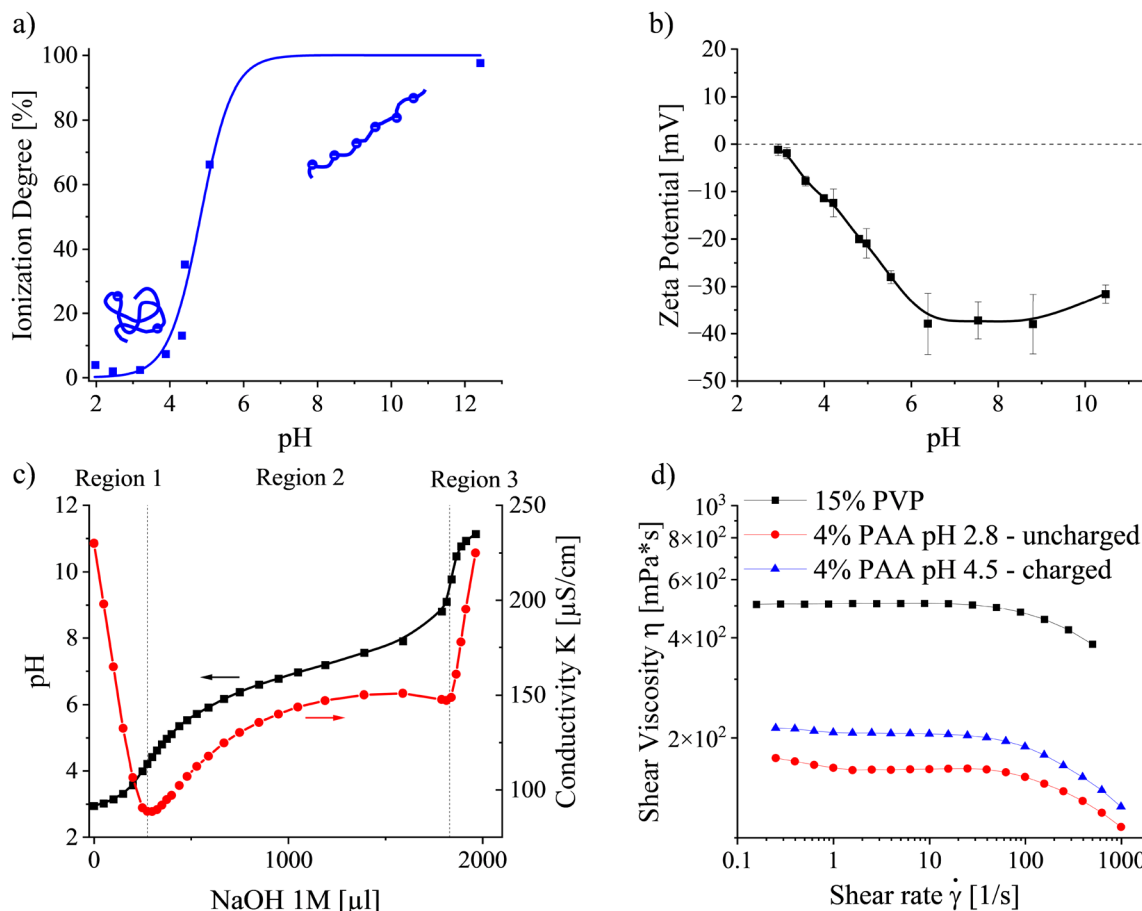 a)
Ionization Degree [%]
100
80
60
40
20
0
2 4 6 8 10 12
pH
b)
Zeta Potential [mV]
20
10
0
−10
−20
−30
−40
−50
2 4 6 8 10
pH
c)
Region 1 Region 2 Region 3
pH
12
10
8
6
4
2
250
200
150
100
Conductivity K [µS/cm]
0 1000 2000
NaOH 1M [µl]
d)
Shear Viscosity η [mPa*s]
10³
8×10²
6×10²
4×10²
2×10²
15% PVP
4% PAA pH 2.8 - uncharged
4% PAA pH 4.5 - charged
0.1 1 10 100 1000
Shear rate γ̇ [1/s]